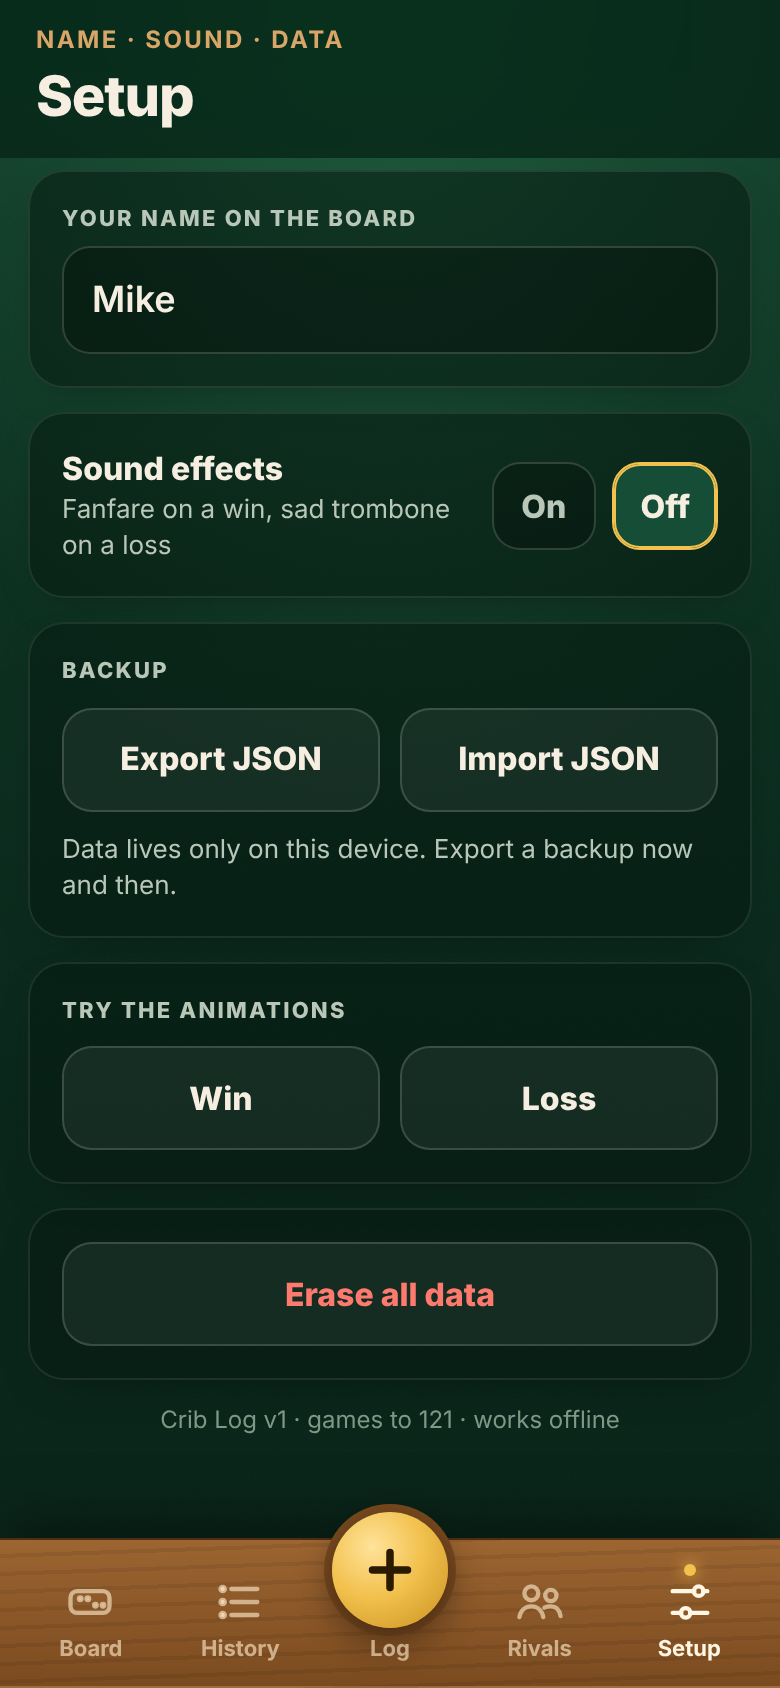 NAME · SOUND · DATA
Setup
YOUR NAME ON THE BOARD
Mike
Sound effects
Fanfare on a win, sad trombone
on a loss
On
Off
BACKUP
Export JSON
Import JSON
Data lives only on this device. Export a backup now
and then.
TRY THE ANIMATIONS
Win
Loss
Erase all data
Crib Log v1 · games to 121 · works offline
Board
History
Log
Rivals
Setup